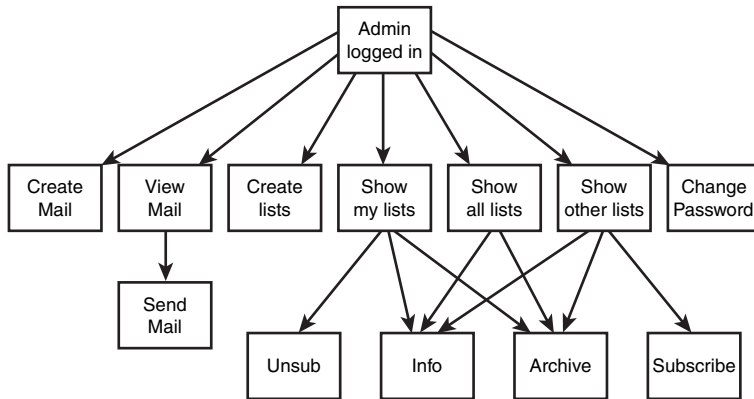 Admin
logged in
Create
Mail
View
Mail
Create
lists
Show
my lists
Show
all lists
Show
other lists
Change
Password
Send
Mail
Unsub
Info
Archive
Subscribe